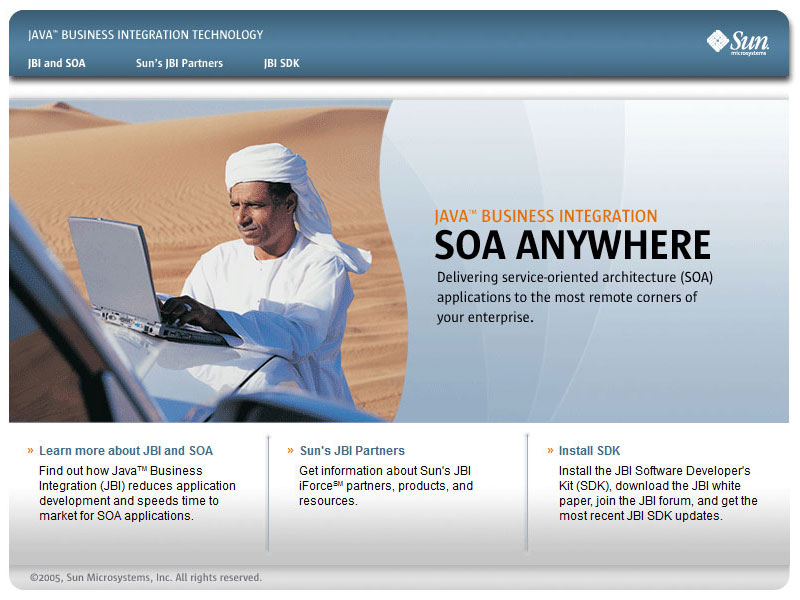 JAVA™ BUSINESS INTEGRATION TECHNOLOGY
Sun
microsystems
JBI and SOA
Sun's JBI Partners
JBI SDK
JAVA™ BUSINESS INTEGRATION
SOA ANYWHERE
Delivering service-oriented architecture (SOA)
applications to the most remote corners of
your enterprise.
» Learn more about JBI and SOA
Find out how Java™ Business
Integration (JBI) reduces application
development and speeds time to
market for SOA applications.
» Sun's JBI Partners
Get information about Sun's JBI
iForce℠ partners, products, and
resources.
» Install SDK
Install the JBI Software Developer's
Kit (SDK), download the JBI white
paper, join the JBI forum, and get the
most recent JBI SDK updates.
©2005, Sun Microsystems, Inc. All rights reserved.